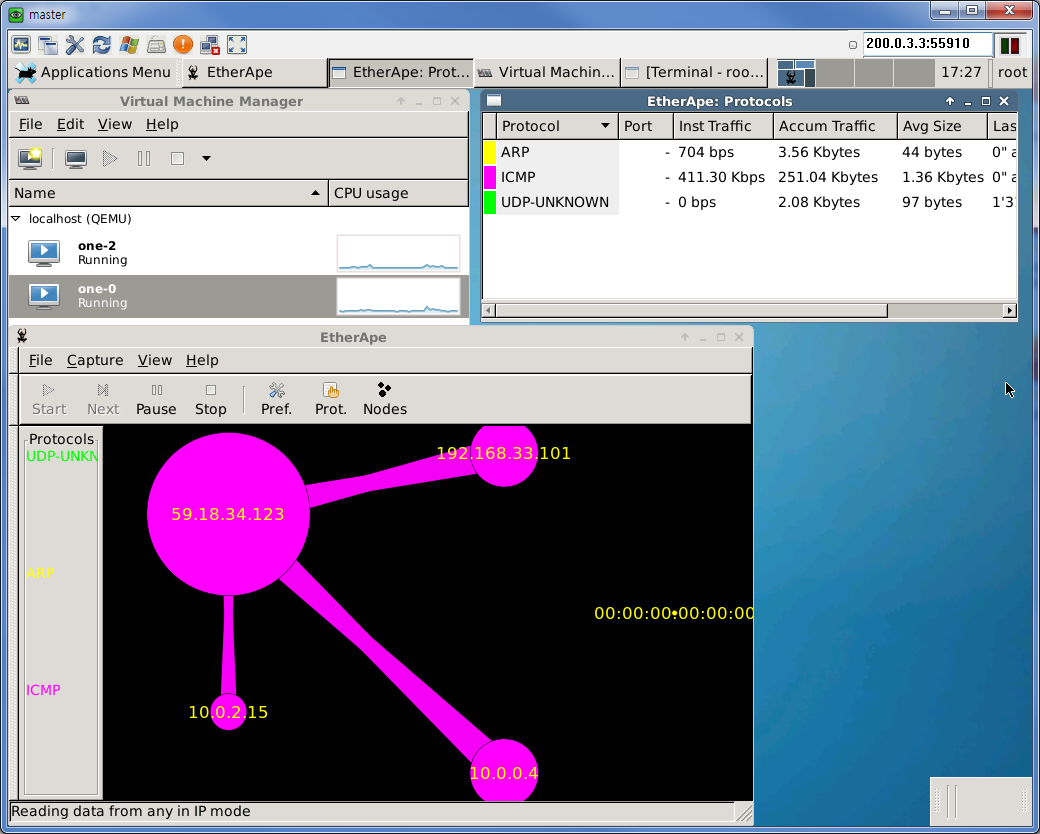 master
200.0.3.3:55910
Applications Menu
EtherApe
EtherApe: Prot...
Virtual Machin...
[Terminal - roo...
17:27
root
Virtual Machine Manager
File Edit View Help
Name CPU usage
localhost (QEMU)
one-2
Running
one-0
Running
EtherApe: Protocols
Protocol Port Inst Traffic Accum Traffic Avg Size Las
ARP - 704 bps 3.56 Kbytes 44 bytes 0" a
ICMP - 411.30 Kbps 251.04 Kbytes 1.36 Kbytes 0" a
UDP-UNKNOWN - 0 bps 2.08 Kbytes 97 bytes 1'3
EtherApe
File Capture View Help
Start Next Pause Stop Pref. Prot. Nodes
Protocols
UDP-UNKN
ARP
ICMP
192.168.33.101
59.18.34.123
00:00:00:00:00:00
10.0.2.15
10.0.0.4
Reading data from any in IP mode